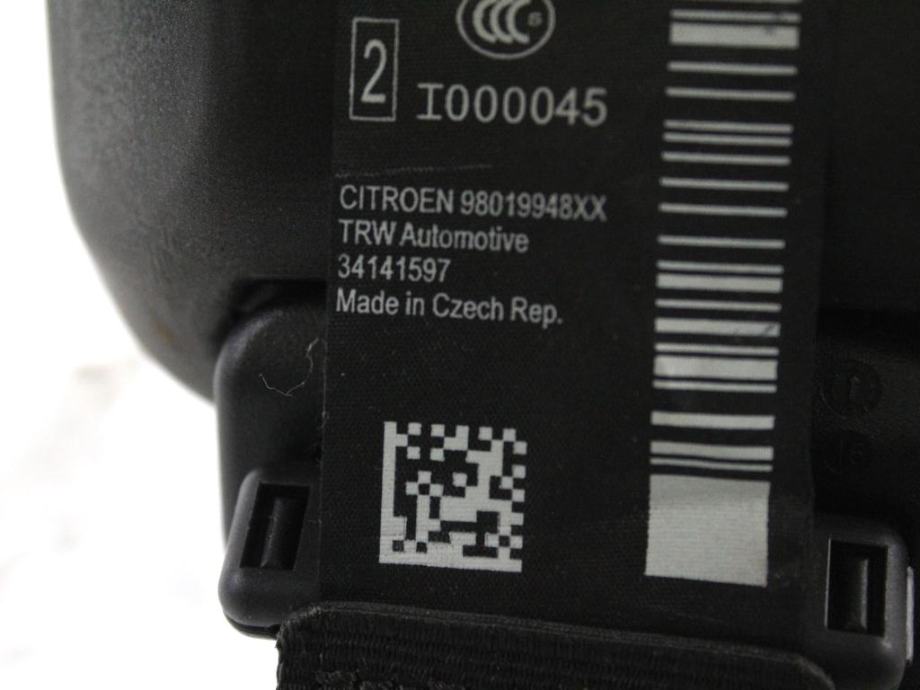 CCC S
2 I000045
CITROEN 98019948XX
TRW Automotive
34141597
Made in Czech Rep.